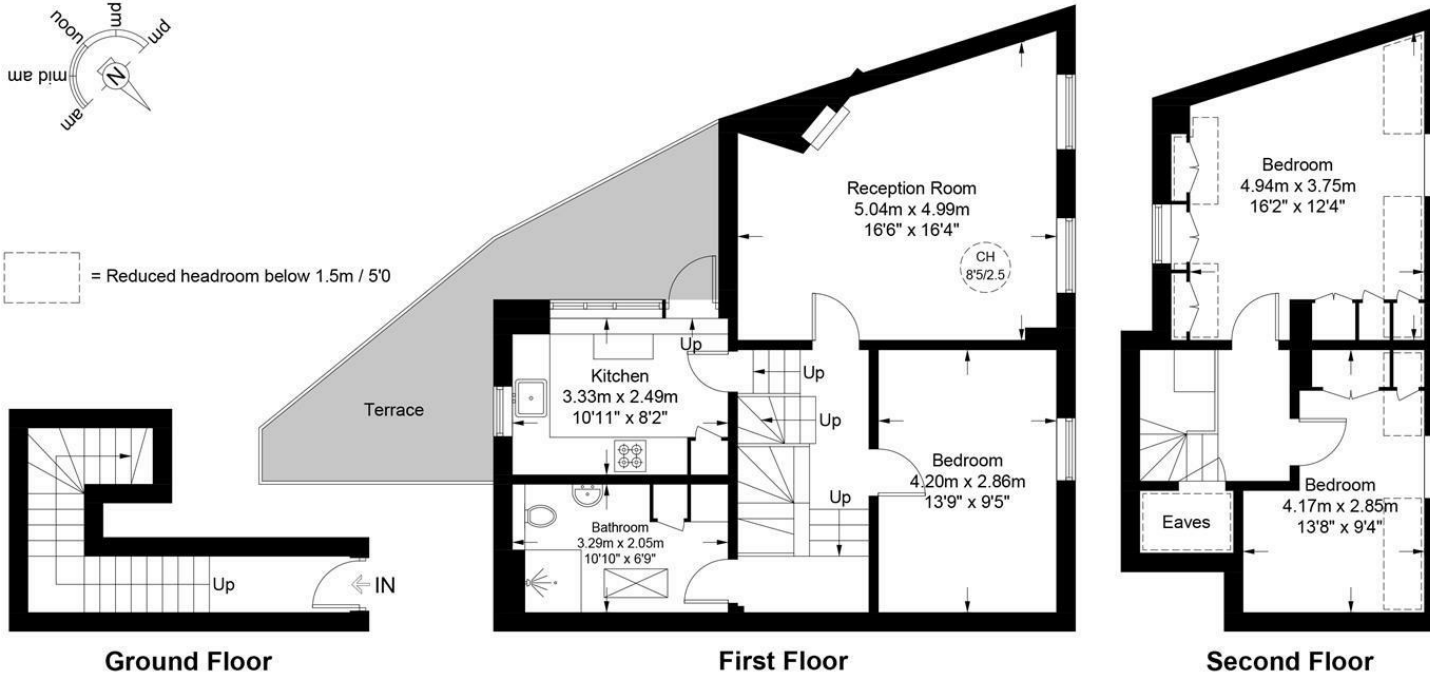 am
mid am
noon
pm
pm
N
= Reduced headroom below 1.5m / 5'0
Up
IN
Ground Floor
Terrace
Reception Room
5.04m x 4.99m
16'6" x 16'4"
CH
8'5/2.5
Up
Kitchen
3.33m x 2.49m
10'11" x 8'2"
Up
Up
Up
Bedroom
4.20m x 2.86m
13'9" x 9'5"
Bathroom
3.29m x 2.05m
10'10" x 6'9"
First Floor
Bedroom
4.94m x 3.75m
16'2" x 12'4"
Bedroom
4.17m x 2.85m
13'8" x 9'4"
Eaves
Second Floor